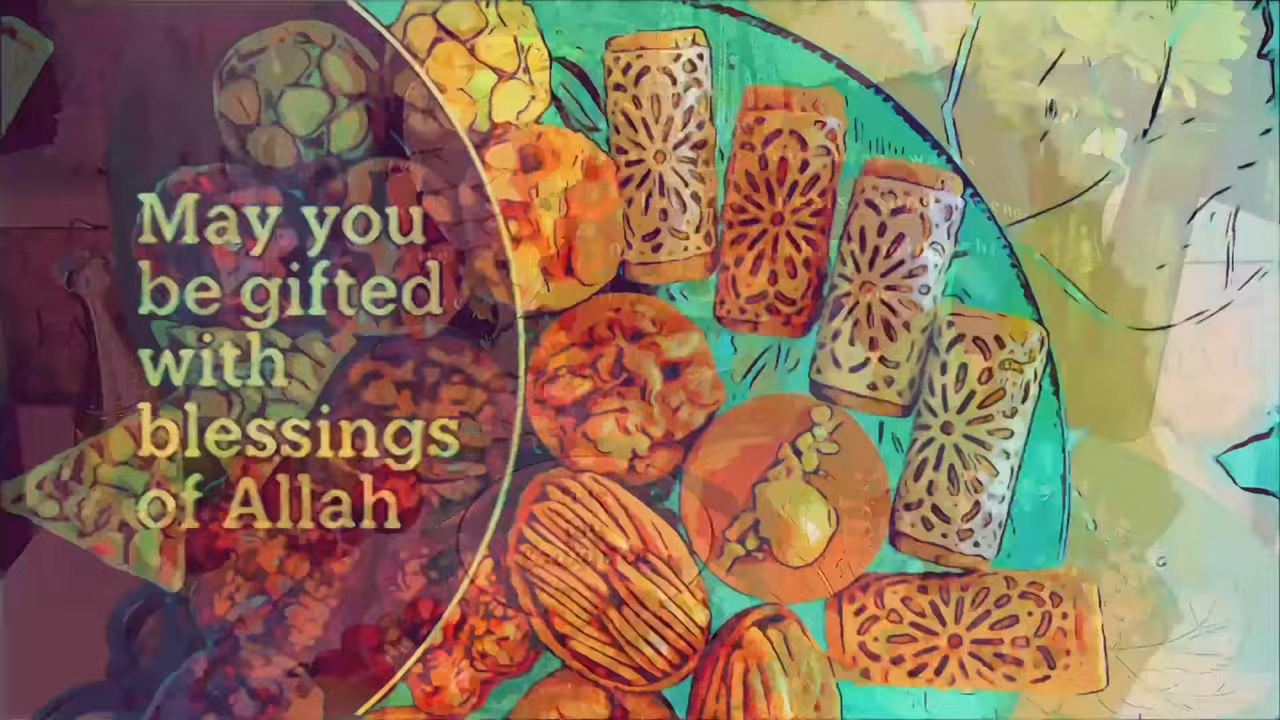 May you
be gifted
with
blessings
of Allah